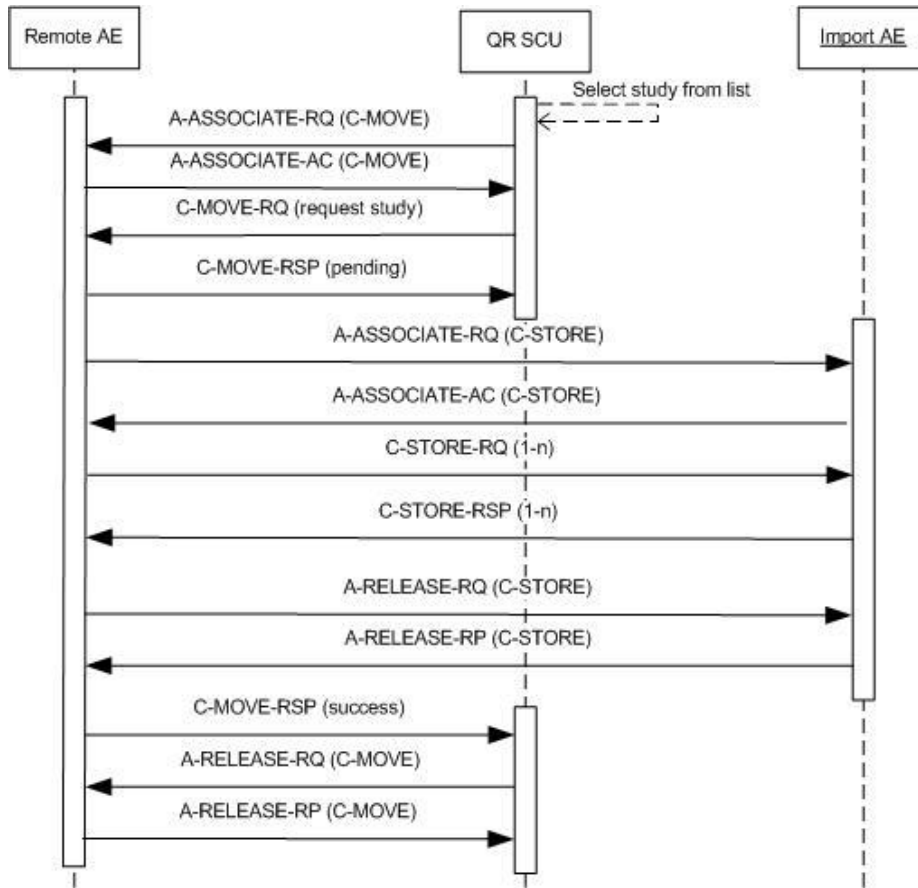 Remote AE
QR SCU
Import AE
Select study from list
A-ASSOCIATE-RQ (C-MOVE)
A-ASSOCIATE-AC (C-MOVE)
C-MOVE-RQ (request study)
C-MOVE-RSP (pending)
A-ASSOCIATE-RQ (C-STORE)
A-ASSOCIATE-AC (C-STORE)
C-STORE-RQ (1-n)
C-STORE-RSP (1-n)
A-RELEASE-RQ (C-STORE)
A-RELEASE-RP (C-STORE)
C-MOVE-RSP (success)
A-RELEASE-RQ (C-MOVE)
A-RELEASE-RP (C-MOVE)